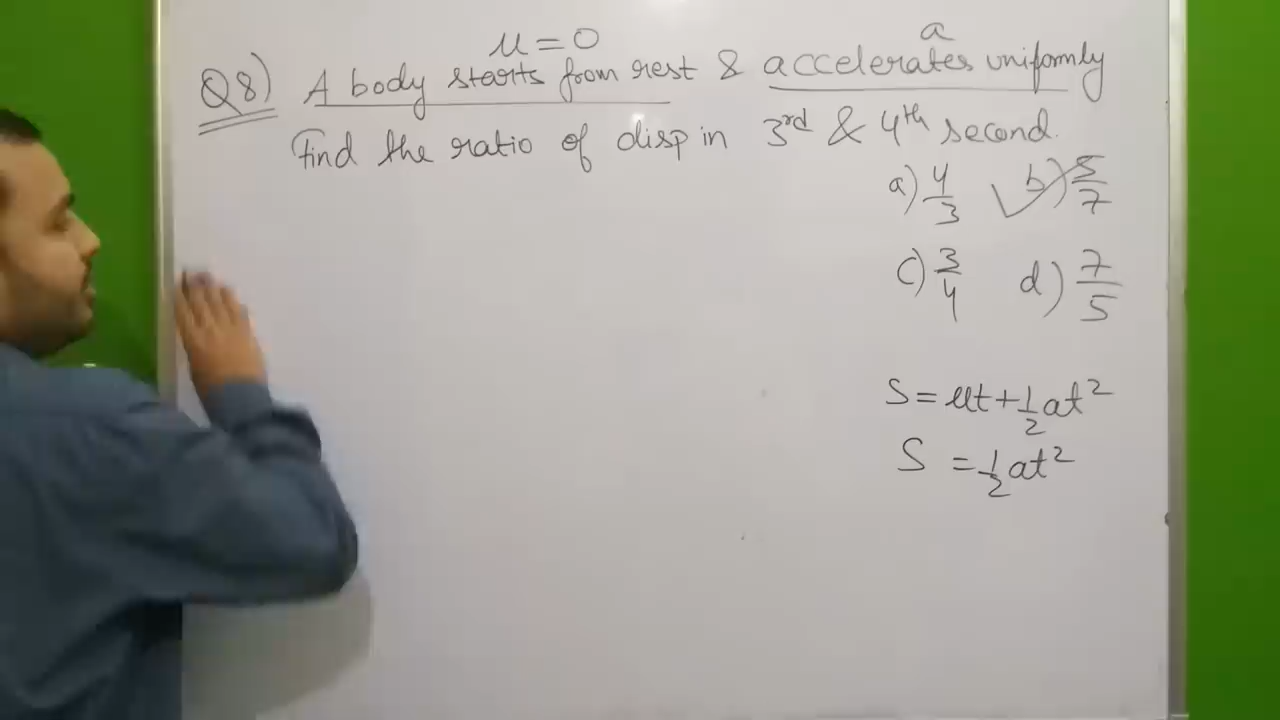 u = 0
a
Q8) A body starts from rest & accelerates uniformly
Find the ratio of disp in 3rd & 4th second.
a) 4/3 b) 5/7
c) 3/4 d) 7/5
S = ut + 1/2 at²
S = 1/2 at²